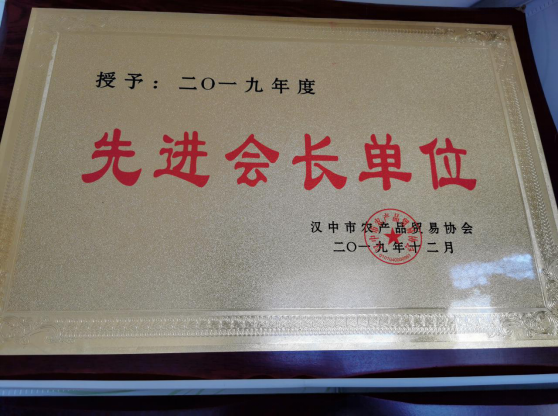 授予：二〇一九年度
先进会长单位
汉中市农产品贸易协会
二〇一九年十二月